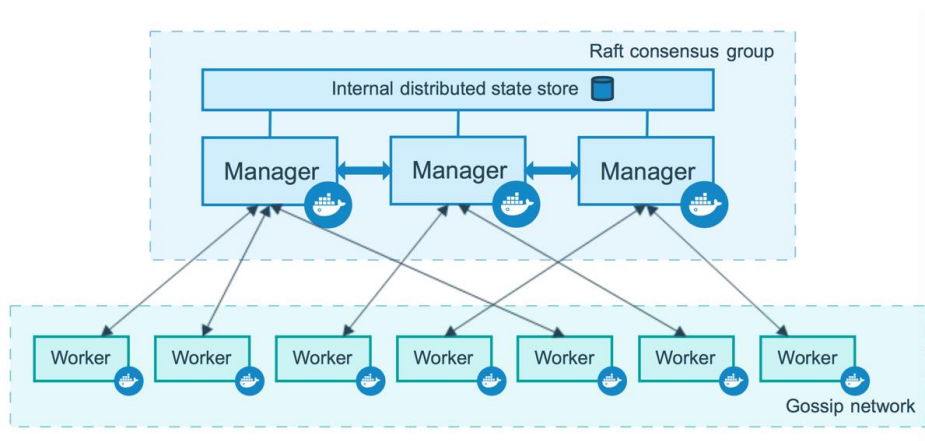 Raft consensus group
Internal distributed state store
Manager
Manager
Manager
Worker
Worker
Worker
Worker
Worker
Worker
Worker
Gossip network